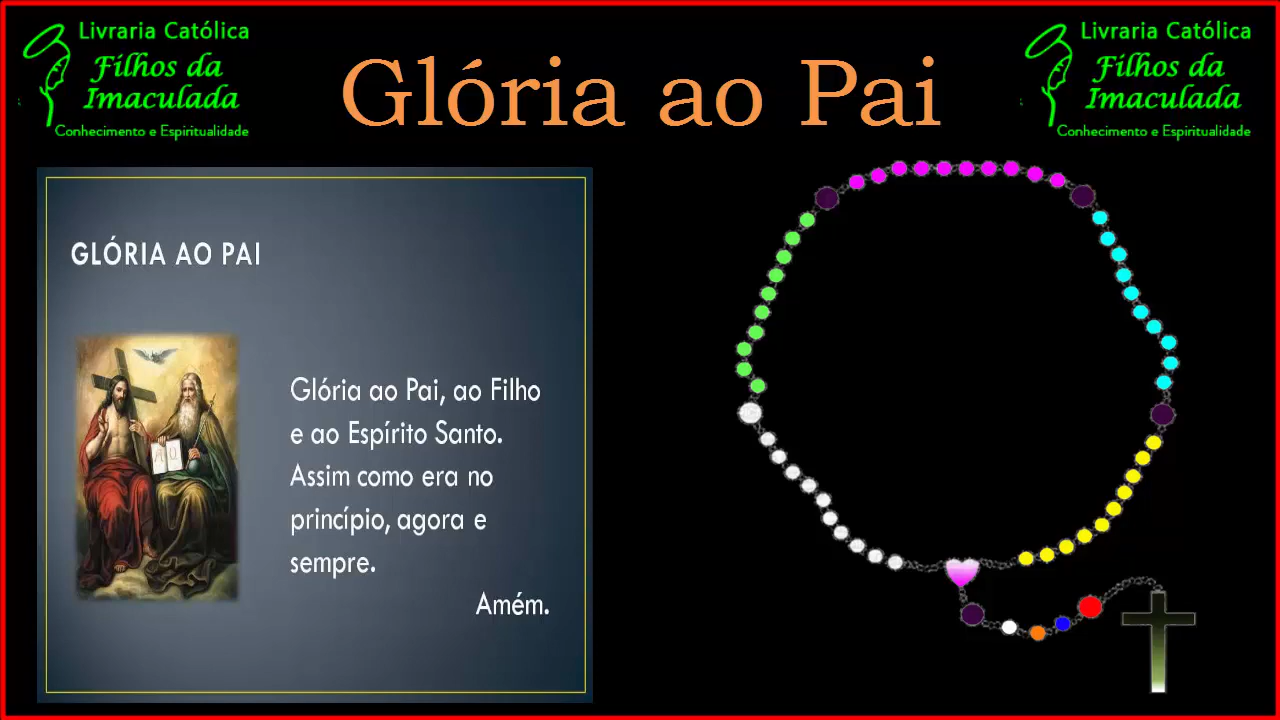 Livraria Católica
Filhos da
Imaculada
Conhecimento e Espiritualidade
Glória ao Pai
Livraria Católica
Filhos da
Imaculada
Conhecimento e Espiritualidade
GLÓRIA AO PAI
Glória ao Pai, ao Filho
e ao Espírito Santo.
Assim como era no
princípio, agora e
sempre.
Amém.